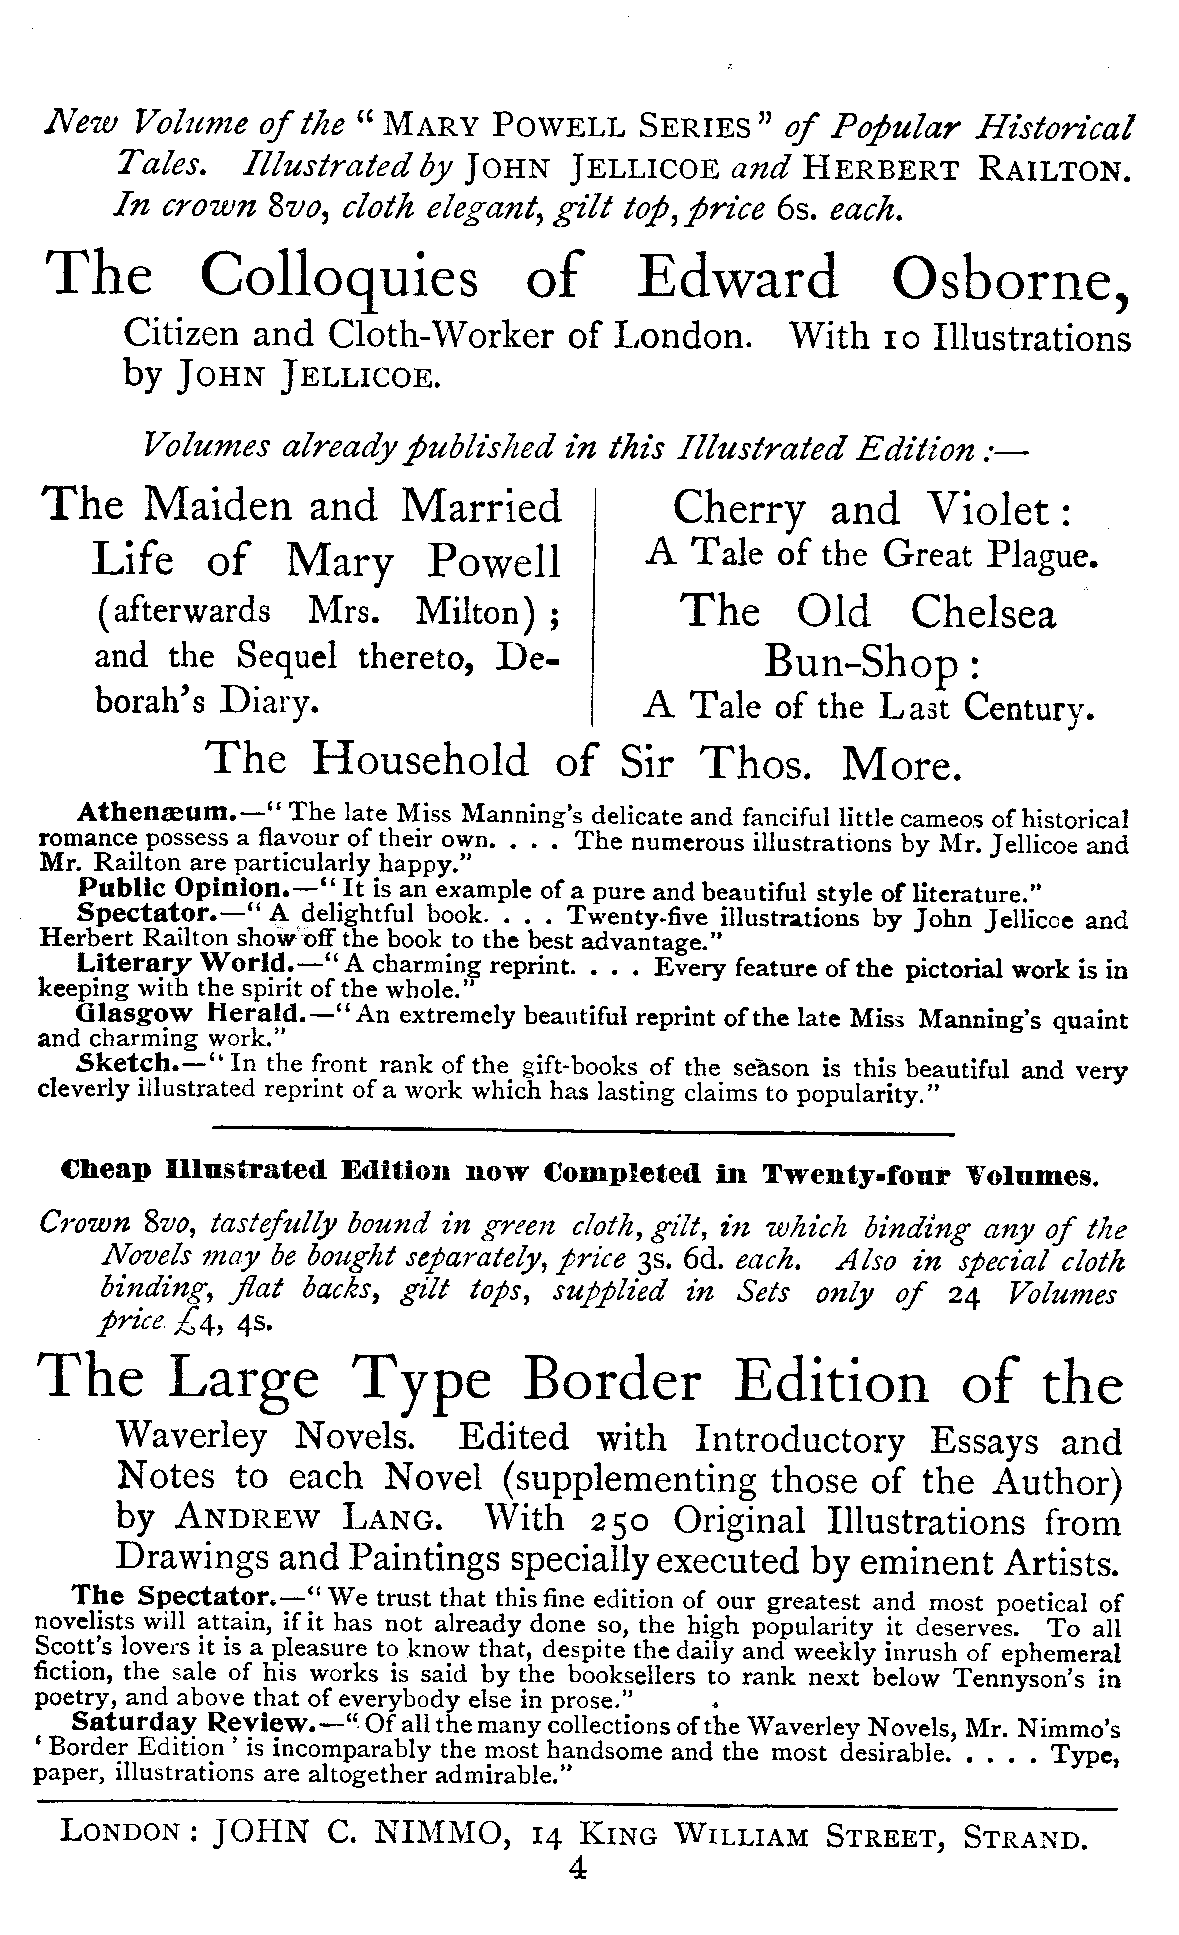 New Volume of the “ MARY POWELL SERIES ” of Popular Historical
Tales. Illustrated by JOHN JELLICOE and HERBERT RAILTON.
In crown 8vo, cloth elegant, gilt top, price 6s. each.
The Colloquies of Edward Osborne,
Citizen and Cloth-Worker of London. With 10 Illustrations
by JOHN JELLICOE.
Volumes already published in this Illustrated Edition :—
The Maiden and Married
Life of Mary Powell
(afterwards Mrs. Milton) ;
and the Sequel thereto, De-
borah’s Diary.
Cherry and Violet :
A Tale of the Great Plague.
The Old Chelsea
Bun-Shop :
A Tale of the Last Century.
The Household of Sir Thos. More.
Athenæum.—“ The late Miss Manning’s delicate and fanciful little cameos of historical
romance possess a flavour of their own. . . . The numerous illustrations by Mr. Jellicoe and
Mr. Railton are particularly happy.”
Public Opinion.—“ It is an example of a pure and beautiful style of literature.”
Spectator.—“ A delightful book. . . . Twenty-five illustrations by John Jellicoe and
Herbert Railton show off the book to the best advantage.”
Literary World.—“ A charming reprint. . . . Every feature of the pictorial work is in
keeping with the spirit of the whole.”
Glasgow Herald.—“ An extremely beautiful reprint of the late Miss Manning’s quaint
and charming work.”
Sketch.—“ In the front rank of the gift-books of the season is this beautiful and very
cleverly illustrated reprint of a work which has lasting claims to popularity.”
Cheap Illustrated Edition now Completed in Twenty-four Volumes.
Crown 8vo, tastefully bound in green cloth, gilt, in which binding any of the
Novels may be bought separately, price 3s. 6d. each. Also in special cloth
binding, flat backs, gilt tops, supplied in Sets only of 24 Volumes
price £4, 4s.
The Large Type Border Edition of the
Waverley Novels. Edited with Introductory Essays and
Notes to each Novel (supplementing those of the Author)
by ANDREW LANG. With 250 Original Illustrations from
Drawings and Paintings specially executed by eminent Artists.
The Spectator.—“ We trust that this fine edition of our greatest and most poetical of
novelists will attain, if it has not already done so, the high popularity it deserves. To all
Scott’s lovers it is a pleasure to know that, despite the daily and weekly inrush of ephemeral
fiction, the sale of his works is said by the booksellers to rank next below Tennyson’s in
poetry, and above that of everybody else in prose.”
Saturday Review.—“ Of all the many collections of the Waverley Novels, Mr. Nimmo’s
‘ Border Edition ’ is incomparably the most handsome and the most desirable. . . . . Type,
paper, illustrations are altogether admirable.”
LONDON : JOHN C. NIMMO, 14 KING WILLIAM STREET, STRAND.
4